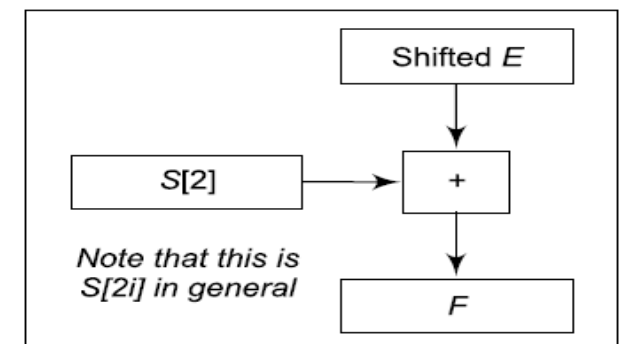 Shifted E
S[2]
+
Note that this is
S[2i] in general
F